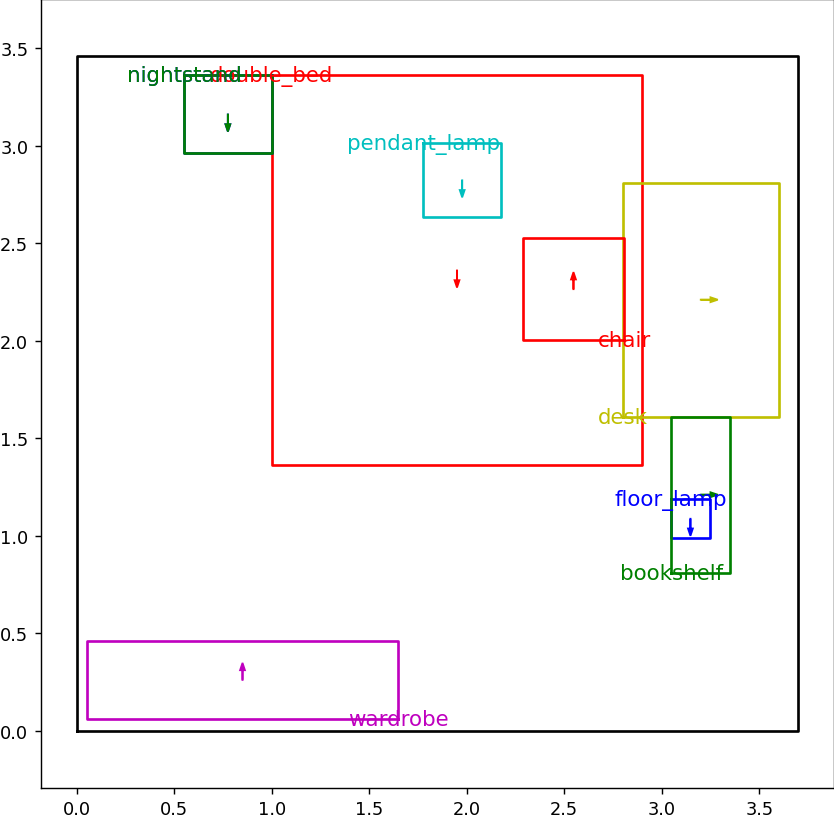 3.5
nightstand
double_bed
pendant_lamp
3.0
2.5
chair
2.0
desk
1.5
floor_lamp
1.0
bookshelf
0.5
wardrobe
0.0
0.0 0.5 1.0 1.5 2.0 2.5 3.0 3.5